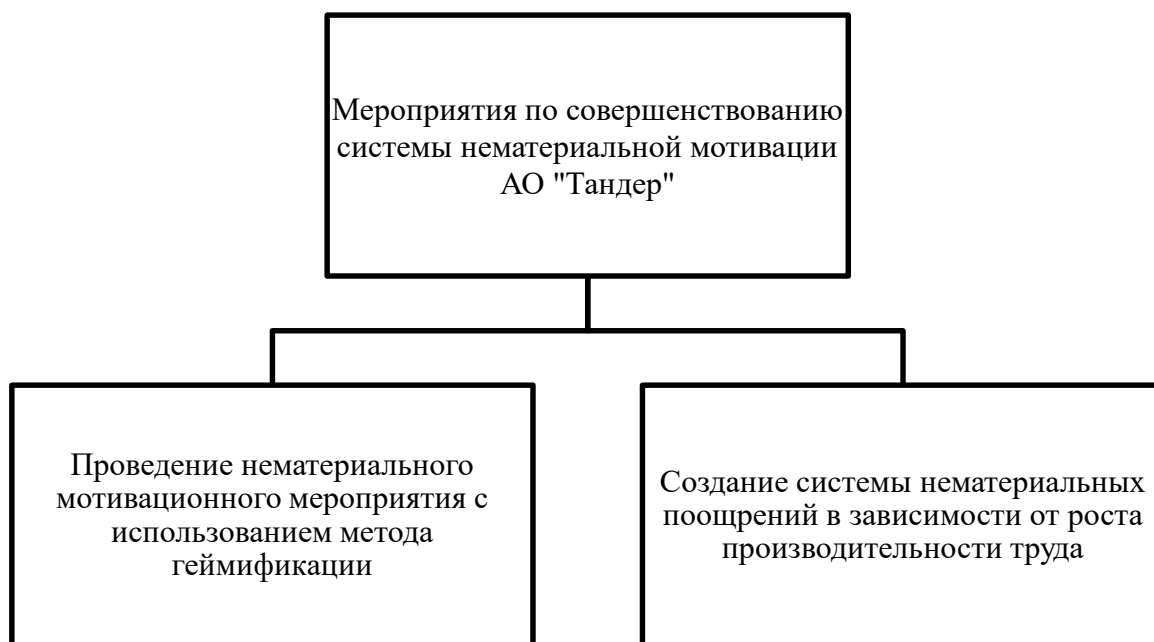 Мероприятия по совершенствованию
системы нематериальной мотивации
АО "Тандер"
Проведение нематериального
мотивационного мероприятия с
использованием метода
геймификации
Создание системы нематериальных
поощрений в зависимости от роста
производительности труда